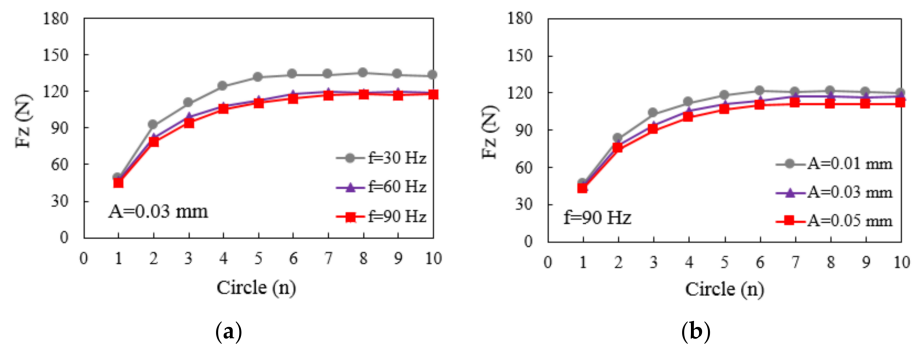 180
150
120
90
60
30
0
Fz (N)
f=30 Hz
f=60 Hz
f=90 Hz
A=0.03 mm
0 1 2 3 4 5 6 7 8 9 10
Circle (n)
(a)
180
150
120
90
60
30
0
Fz (N)
A=0.01 mm
A=0.03 mm
A=0.05 mm
f=90 Hz
0 1 2 3 4 5 6 7 8 9 10
Circle (n)
(b)